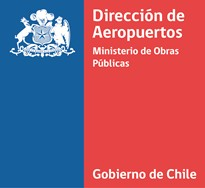 Dirección de
Aeropuertos
Ministerio de Obras
Públicas
Gobierno de Chile